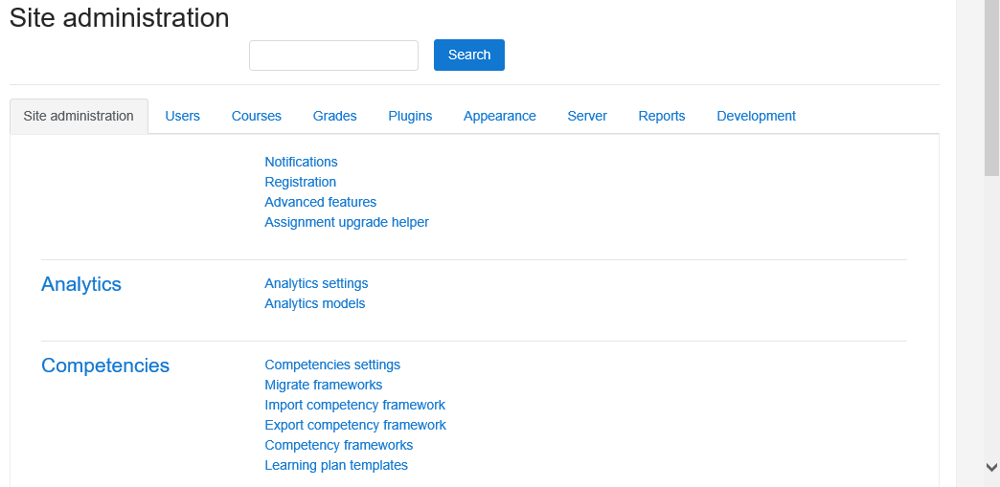 Site administration
Search
Site administration Users Courses Grades Plugins Appearance Server Reports Development
Notifications
Registration
Advanced features
Assignment upgrade helper
Analytics Analytics settings
Analytics models
Competencies Competencies settings
Migrate frameworks
Import competency framework
Export competency framework
Competency frameworks
Learning plan templates